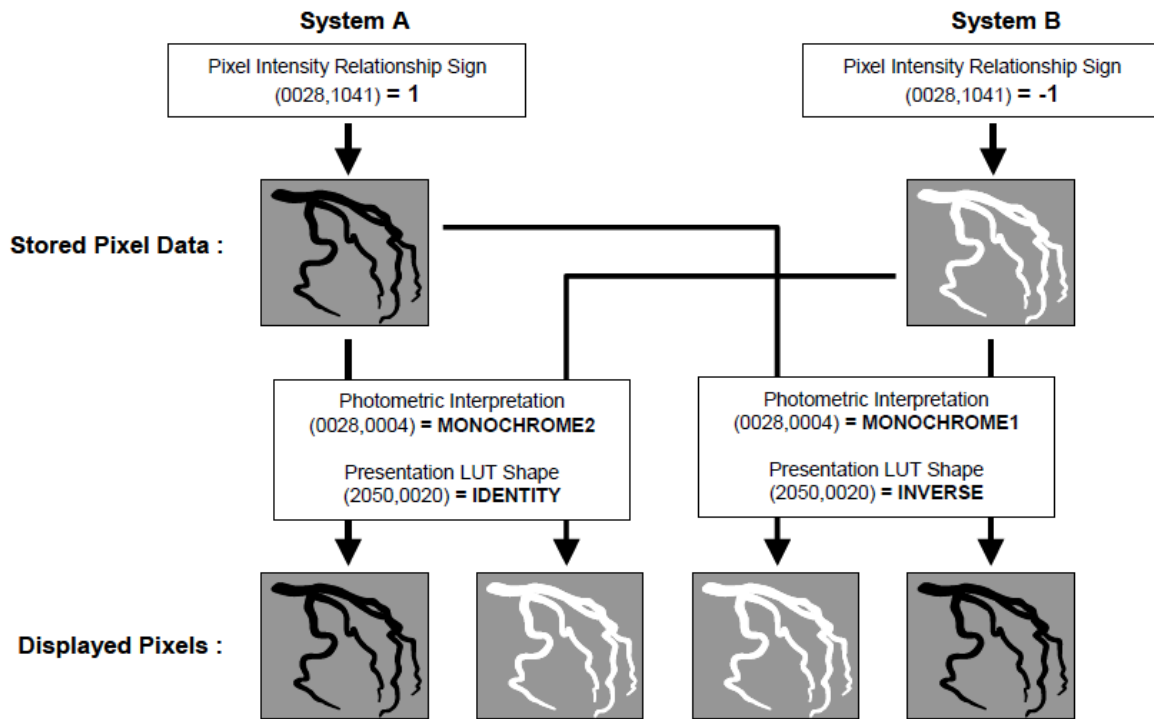 System A
System B
Pixel Intensity Relationship Sign
(0028,1041) = 1
Pixel Intensity Relationship Sign
(0028,1041) = -1
Stored Pixel Data :
Photometric Interpretation
(0028,0004) = MONOCHROME2
Presentation LUT Shape
(2050,0020) = IDENTITY
Photometric Interpretation
(0028,0004) = MONOCHROME1
Presentation LUT Shape
(2050,0020) = INVERSE
Displayed Pixels :